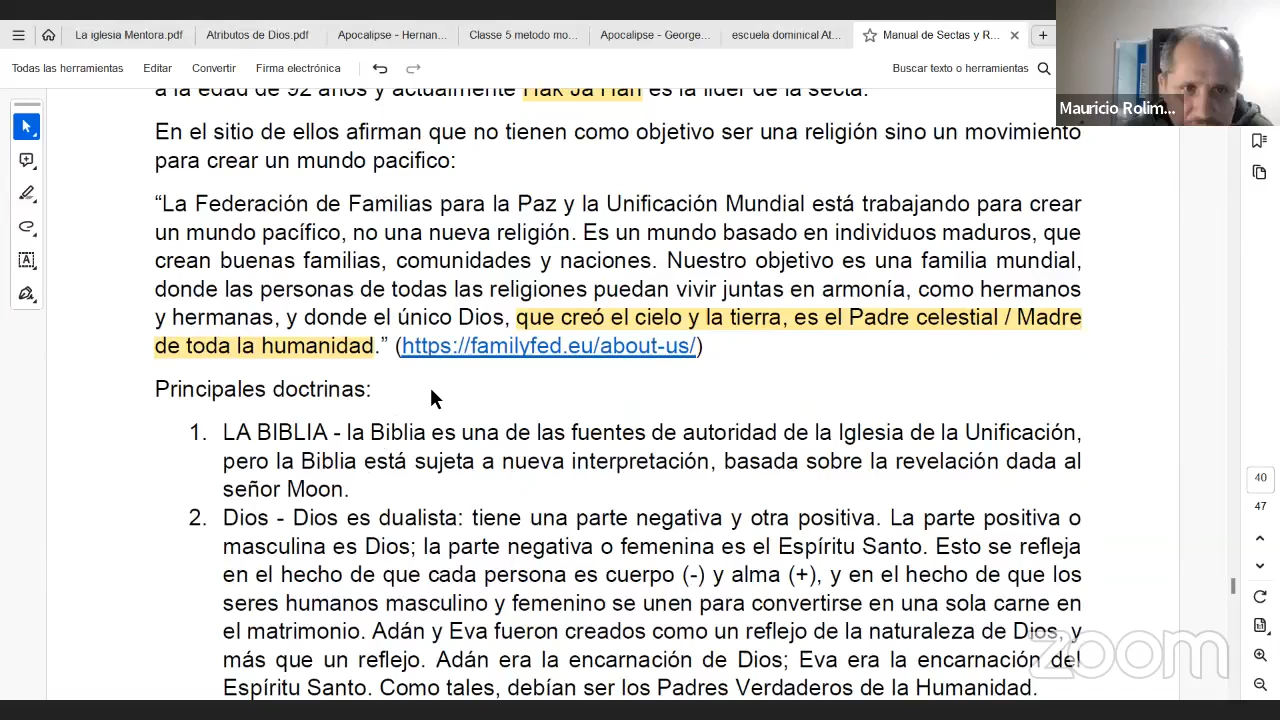 La iglesia Mentora.pdf
Atributos de Dios.pdf
Apocalipse - Hernan...
Classe 5 metodo mo...
Apocalipse - George...
escuela dominical At...
Manual de Sectas y R...
Todas las herramientas
Editar
Convertir
Firma electrónica
Buscar texto o herramientas
Mauricio Rolim...
a la edad de 92 años y actualmente Hak Ja Han es la líder de la secta.
En el sitio de ellos afirman que no tienen como objetivo ser una religión sino un movimiento
para crear un mundo pacifico:
“La Federación de Familias para la Paz y la Unificación Mundial está trabajando para crear
un mundo pacífico, no una nueva religión. Es un mundo basado en individuos maduros, que
crean buenas familias, comunidades y naciones. Nuestro objetivo es una familia mundial,
donde las personas de todas las religiones puedan vivir juntas en armonía, como hermanos
y hermanas, y donde el único Dios, que creó el cielo y la tierra, es el Padre celestial / Madre
de toda la humanidad.” (https://familyfed.eu/about-us/)
Principales doctrinas:
1. LA BIBLIA - la Biblia es una de las fuentes de autoridad de la Iglesia de la Unificación,
pero la Biblia está sujeta a nueva interpretación, basada sobre la revelación dada al
señor Moon.
2. Dios - Dios es dualista: tiene una parte negativa y otra positiva. La parte positiva o
masculina es Dios; la parte negativa o femenina es el Espíritu Santo. Esto se refleja
en el hecho de que cada persona es cuerpo (-) y alma (+), y en el hecho de que los
seres humanos masculino y femenino se unen para convertirse en una sola carne en
el matrimonio. Adán y Eva fueron creados como un reflejo de la naturaleza de Dios, y
más que un reflejo. Adán era la encarnación de Dios; Eva era la encarnación del
Espíritu Santo. Como tales, debían ser los Padres Verdaderos de la Humanidad.
40
47
zoom